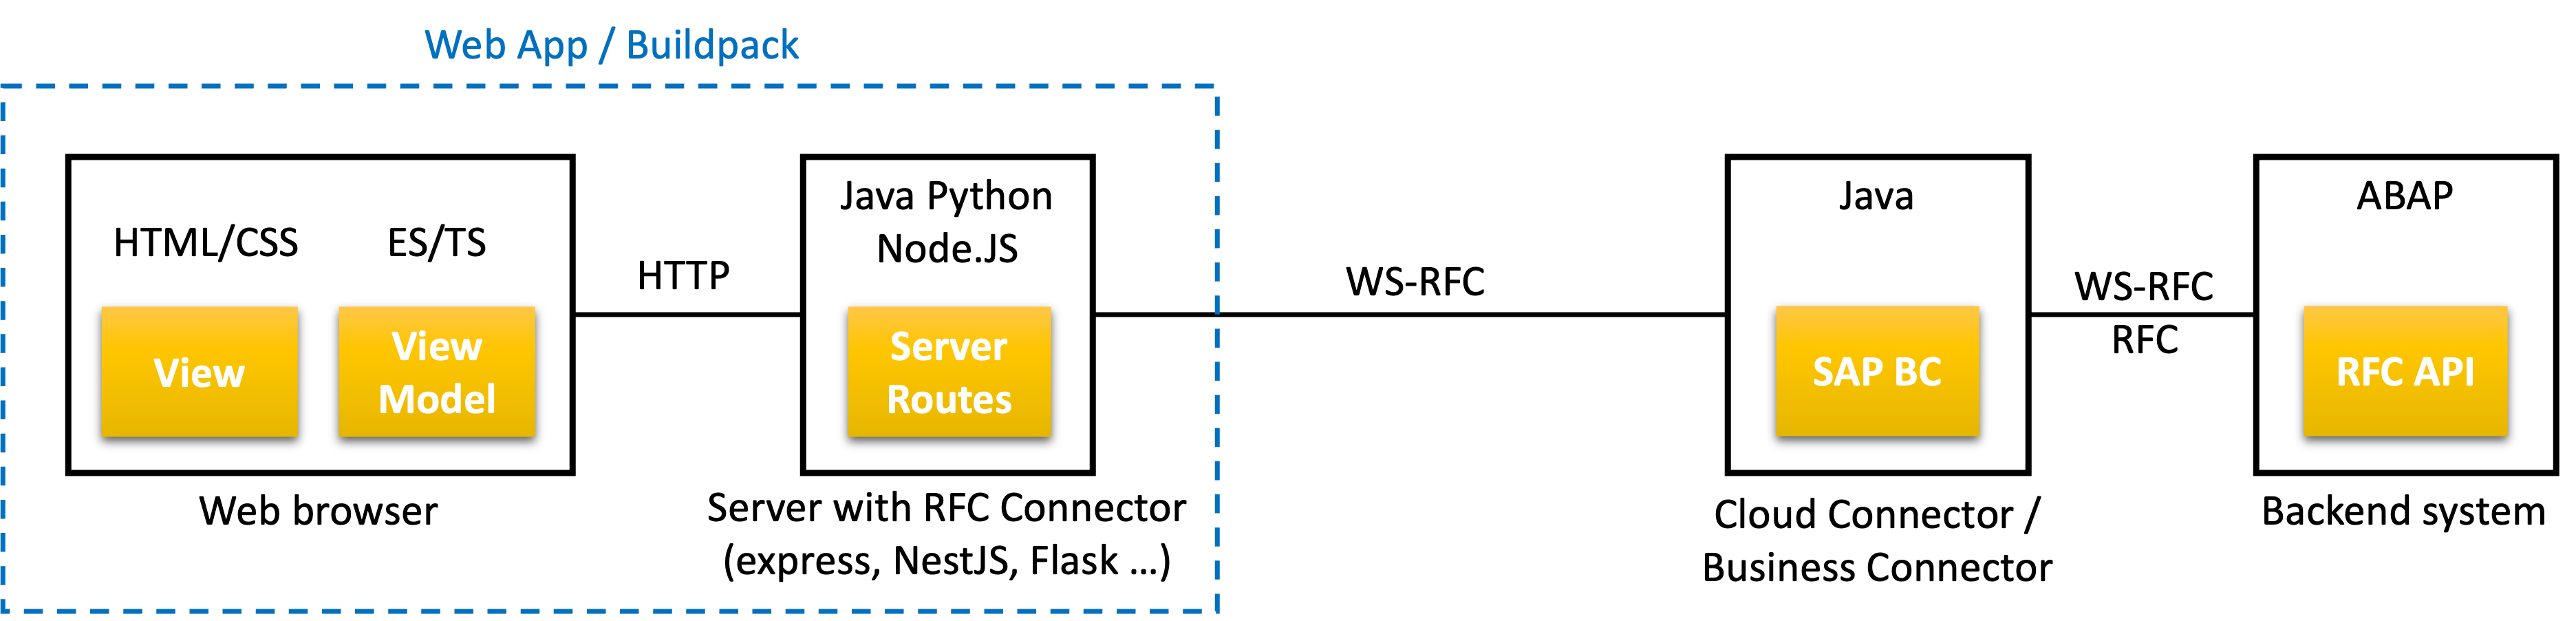 Web App / Buildpack
HTML/CSS
ES/TS
View
View
Model
Web browser
HTTP
Java Python
Node.JS
Server
Routes
Server with RFC Connector
(express, NestJS, Flask ...)
WS-RFC
Java
SAP BC
Cloud Connector /
Business Connector
WS-RFC
RFC
ABAP
RFC API
Backend system